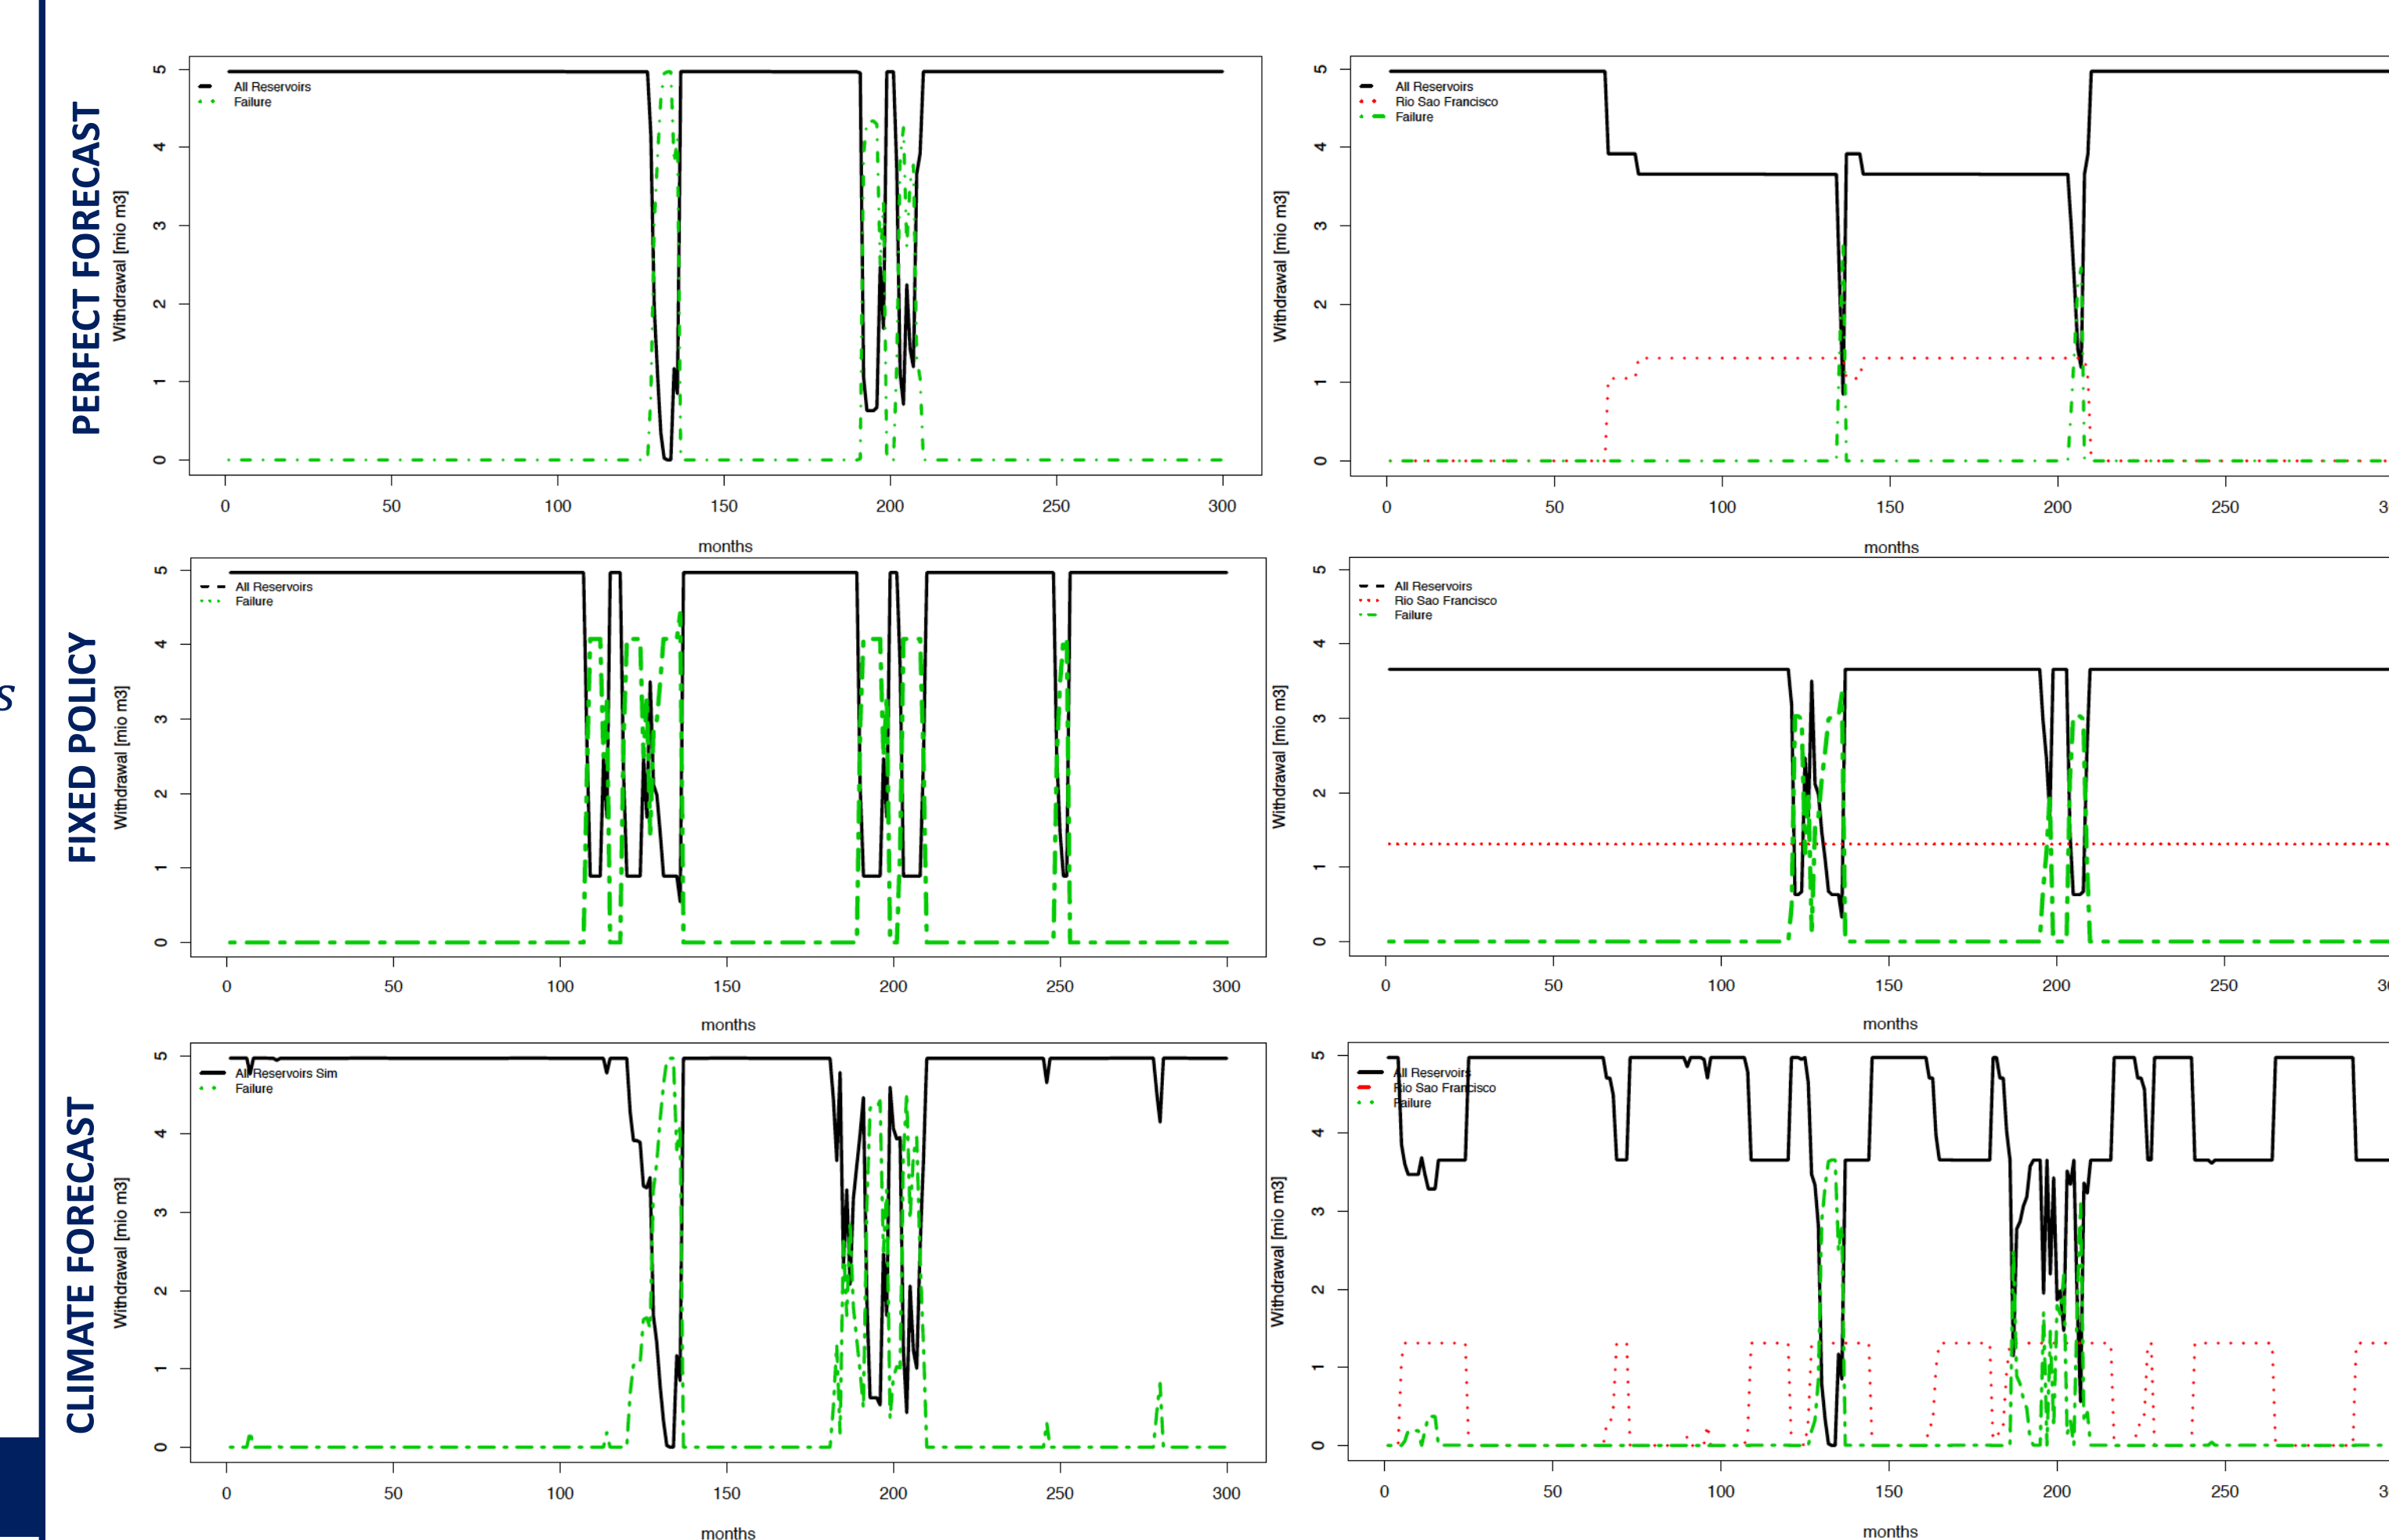 s
PERFECT FORECAST
Withdrawal [mio m3]
5
4
3
2
1
0
All Reservoirs
Failure
0 50 100 150 200 250 300
months
Withdrawal [mio m3]
5
4
3
2
1
0
All Reservoirs
Rio Sao Francisco
Failure
0 50 100 150 200 250
months
FIXED POLICY
Withdrawal [mio m3]
5
4
3
2
1
0
All Reservoirs
Failure
0 50 100 150 200 250 300
months
Withdrawal [mio m3]
5
4
3
2
1
0
All Reservoirs
Rio Sao Francisco
Failure
0 50 100 150 200 250
months
CLIMATE FORECAST
Withdrawal [mio m3]
5
4
3
2
1
0
All Reservoirs Sim
Failure
0 50 100 150 200 250 300
months
Withdrawal [mio m3]
5
4
3
2
1
0
All Reservoirs
Rio Sao Francisco
Failure
0 50 100 150 200 250
months